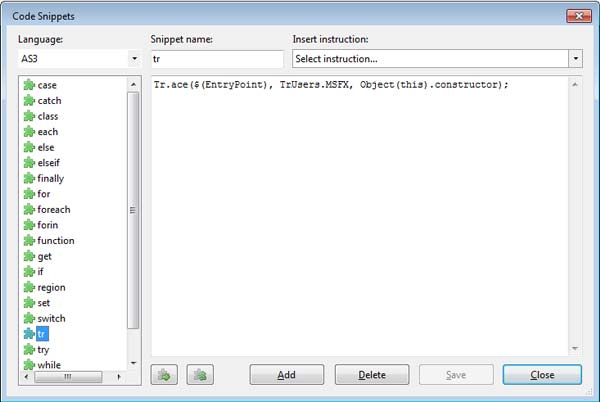 Code Snippets
Language:
Snippet name:
Insert instruction:
AS3
tr
Select instruction...
case
catch
class
each
else
elseif
finally
for
foreach
forin
function
get
if
region
set
switch
tr
try
while
Tr.ace($(EntryPoint), TrUsers.MSFX, Object(this).constructor);
Add
Delete
Save
Close